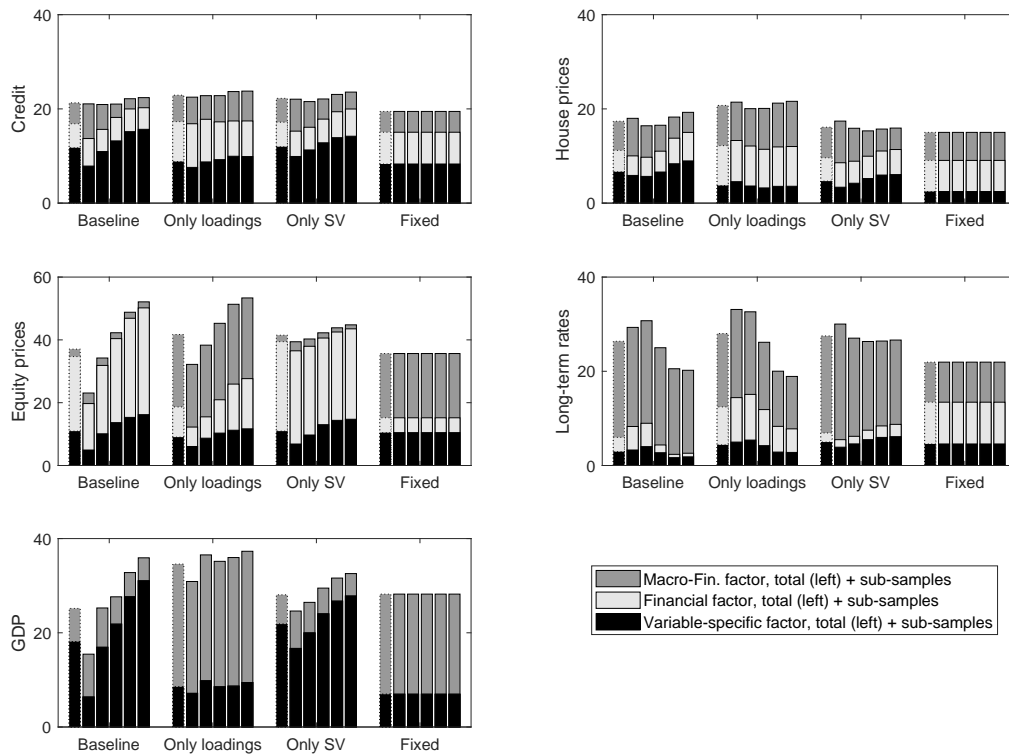 40
20
0
Credit
Baseline
Only loadings
Only SV
Fixed
40
20
0
House prices
Baseline
Only loadings
Only SV
Fixed
60
40
20
0
Equity prices
Baseline
Only loadings
Only SV
Fixed
40
20
0
Long-term rates
Baseline
Only loadings
Only SV
Fixed
40
20
0
GDP
Baseline
Only loadings
Only SV
Fixed
Macro-Fin. factor, total (left) + sub-samples
Financial factor, total (left) + sub-samples
Variable-specific factor, total (left) + sub-samples